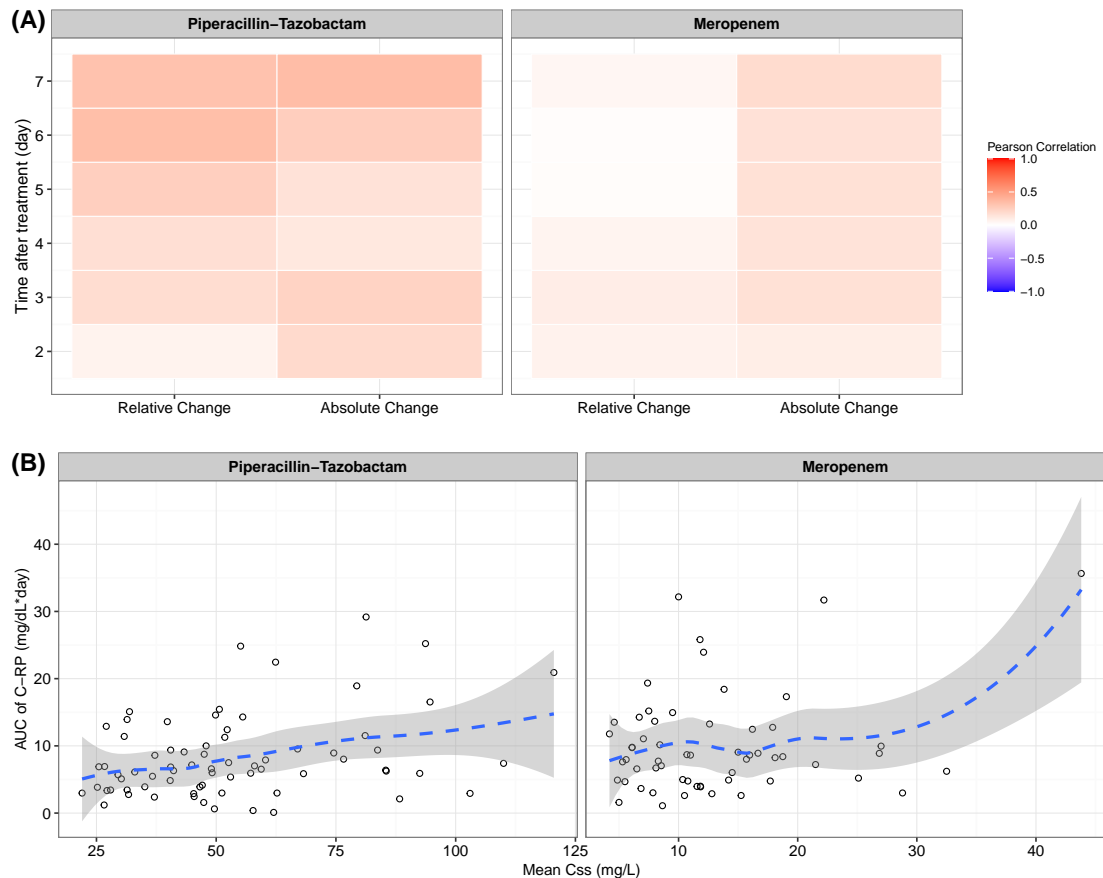 (A)
Piperacillin−Tazobactam
Meropenem
Time after treatment (day)
7
6
5
4
3
2
Relative Change
Absolute Change
Relative Change
Absolute Change
Pearson Correlation
1.0
0.5
0.0
−0.5
−1.0
(B)
Piperacillin−Tazobactam
Meropenem
AUC of C−RP (mg/dL*day)
40
30
20
10
0
25
50
75
100
125
10
20
30
40
Mean Css (mg/L)